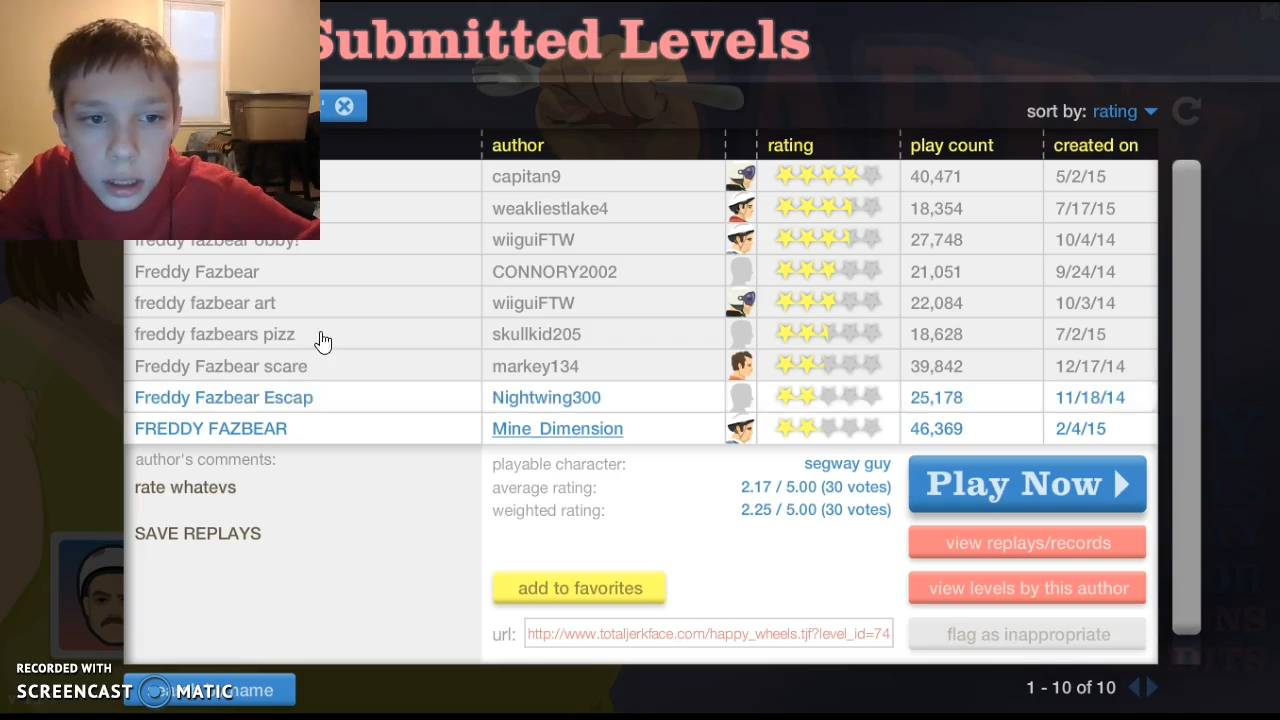 Submitted Levels
sort by: rating
author rating play count created on
capitan9 40,471 5/2/15
weakliestlake4 18,354 7/17/15
freddy fazbear obby! wiiguiFTW 27,748 10/4/14
Freddy Fazbear CONNORY2002 21,051 9/24/14
freddy fazbear art wiiguiFTW 22,084 10/3/14
freddy fazbears pizz skullkid205 18,628 7/2/15
Freddy Fazbear scare markey134 39,842 12/17/14
Freddy Fazbear Escap Nightwing300 25,178 11/18/14
FREDDY FAZBEAR Mine_Dimension 46,369 2/4/15
author's comments:
rate whatevs
SAVE REPLAYS
playable character: segway guy
average rating: 2.17 / 5.00 (30 votes)
weighted rating: 2.25 / 5.00 (30 votes)
add to favorites
url: http://www.totaljerkface.com/happy_wheels.tjf?level_id=74
Play Now
view replays/records
view levels by this author
flag as inappropriate
RECORDED WITH
SCREENCAST MATIC
name
1 - 10 of 10